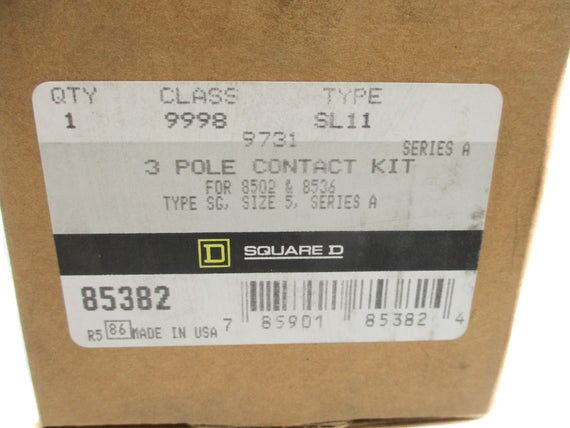 QTY CLASS TYPE
1 9998 SL11
9731 SERIES A
3 POLE CONTACT KIT
FOR 8502 & 8536
TYPE SG, SIZE 5, SERIES A
D SQUARE D
85382
R5 86 MADE IN USA
7 85901 85382 4